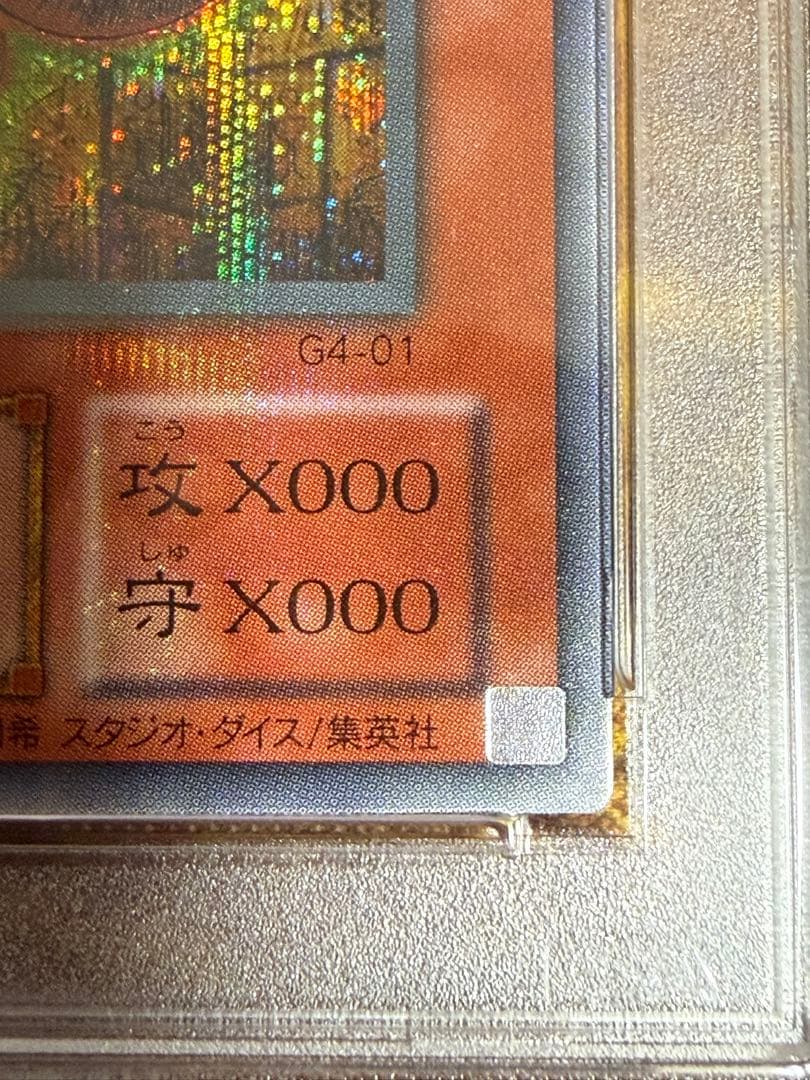 G4-01
こう
攻 X000
しゅ
守 X000
希 スタジオ・ダイス/集英社